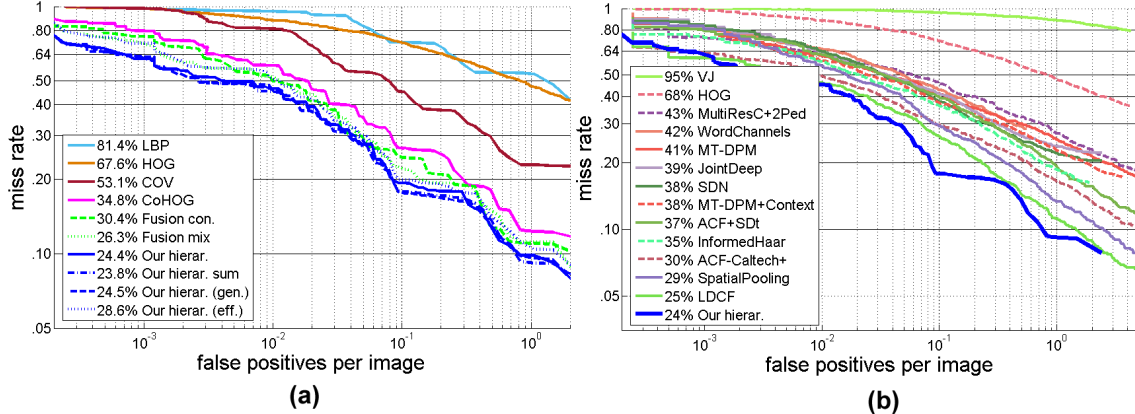 1
.80
.64
.50
.40
.30
.20
.10
.05
miss rate
81.4% LBP
67.6% HOG
53.1% COV
34.8% CoHOG
30.4% Fusion con.
26.3% Fusion mix
24.4% Our hierar.
23.8% Our hierar. sum
24.5% Our hierar. (gen.)
28.6% Our hierar. (eff.)
10-3 10-2 10-1 100
false positives per image
(a)
1
.80
.64
.50
.40
.30
.20
.10
.05
miss rate
95% VJ
68% HOG
43% MultiResC+2Ped
42% WordChannels
41% MT-DPM
39% JointDeep
38% SDN
38% MT-DPM+Context
37% ACF+SDt
35% InformedHaar
30% ACF-Caltech+
29% SpatialPooling
25% LDCF
24% Our hierar.
10-3 10-2 10-1 100
false positives per image
(b)